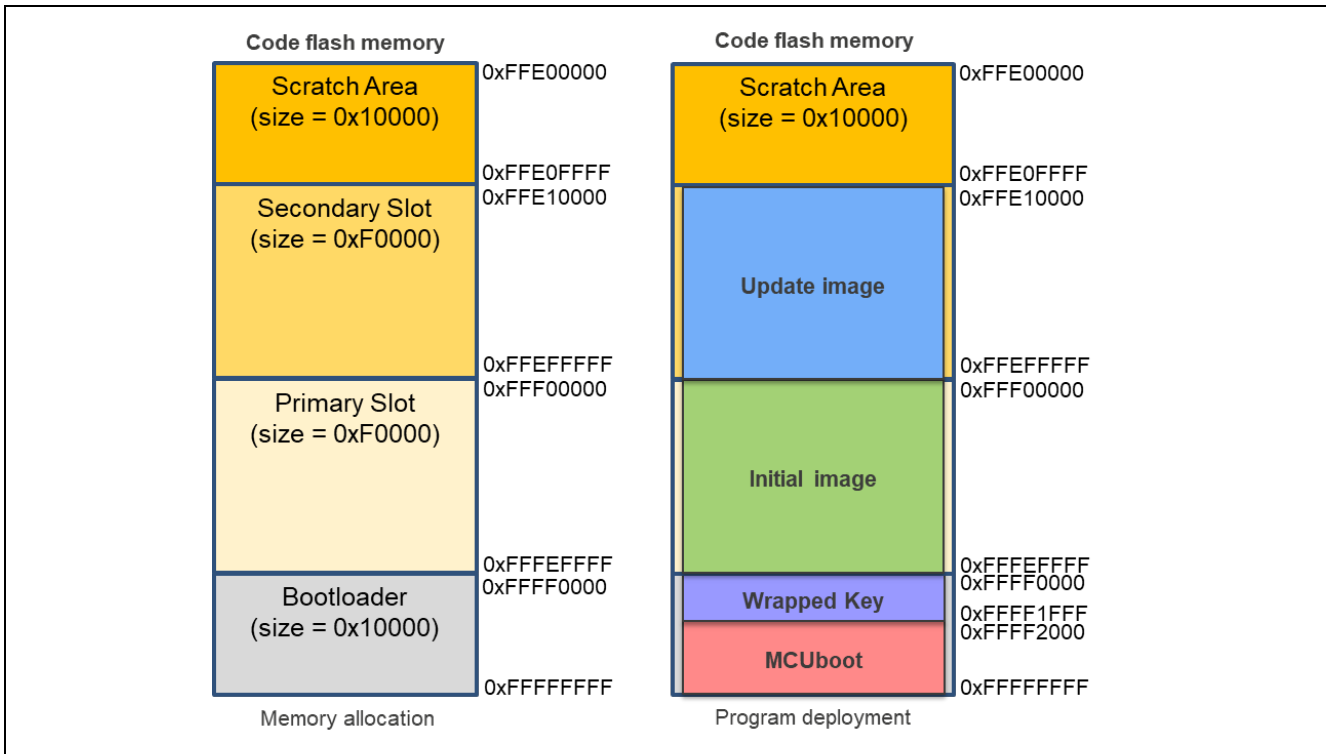 Code flash memory
Scratch Area
(size = 0x10000)
0xFFE00000
0xFFE0FFFF
Secondary Slot
(size = 0xF0000)
0xFFE10000
0xFFEFFFFF
Primary Slot
(size = 0xF0000)
0xFFF00000
0xFFFEFFFF
Bootloader
(size = 0x10000)
0xFFFF0000
0xFFFFFFFF
Memory allocation
Code flash memory
Scratch Area
(size = 0x10000)
0xFFE00000
0xFFE0FFFF
0xFFE10000
Update image
0xFFEFFFFF
0xFFF00000
Initial image
0xFFFEFFFF
0xFFFF0000
Wrapped Key
0xFFFF1FFF
0xFFFF2000
MCUboot
0xFFFFFFFF
Program deployment